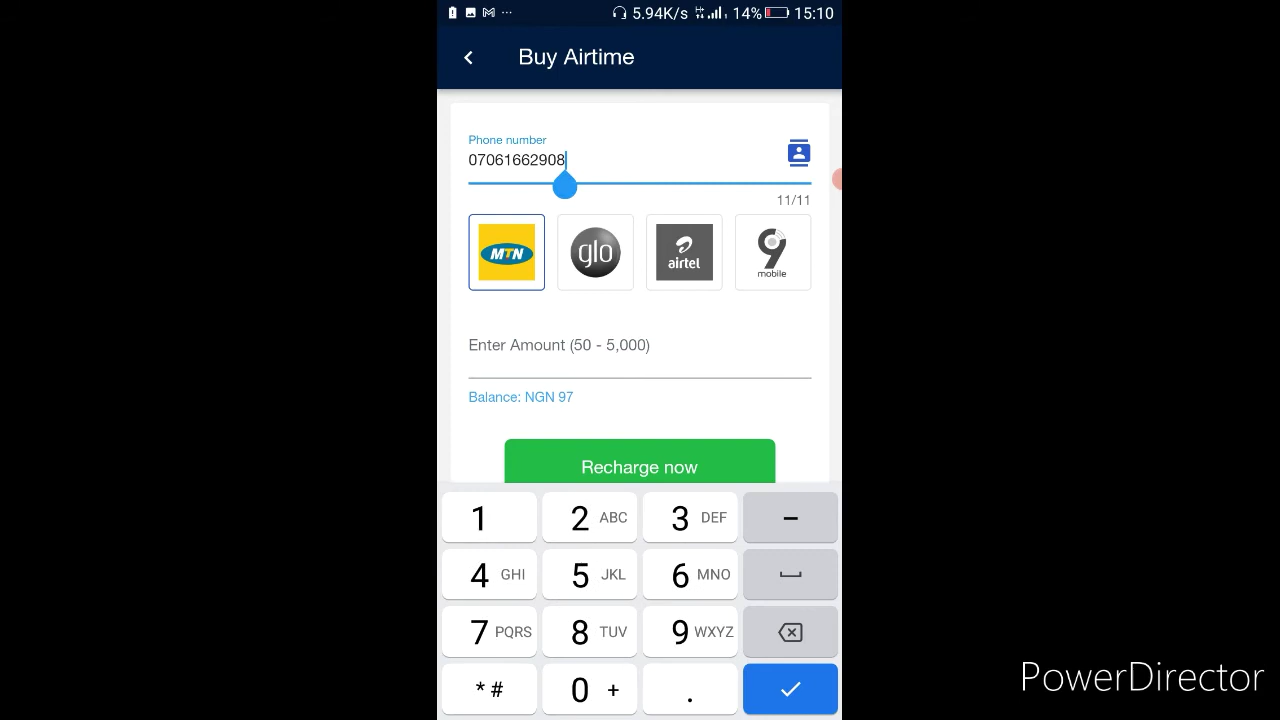 ··· 5.94K/s 14% 15:10
Buy Airtime
Phone number
07061662908
11/11
MTN glo airtel 9 mobile
Enter Amount (50 - 5,000)
Balance: NGN 97
Recharge now
1 2 ABC 3 DEF -
4 GHI 5 JKL 6 MNO
7 PQRS 8 TUV 9 WXYZ
* # 0 + .
PowerDirector